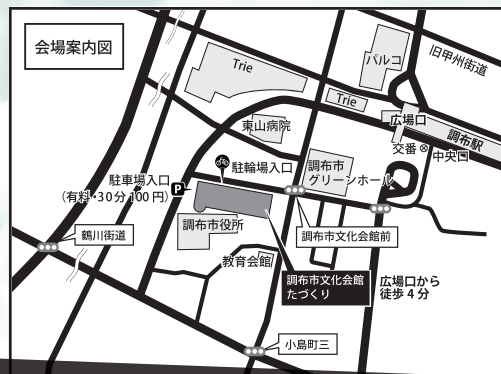 会場案内図
旧甲州街道
パルコ
Trie
Trie
広場口
調布駅
交番
中央口
東山病院
駐輪場入口
調布市
グリーンホール
駐車場入口
(有料・30分100円)
P
鶴川街道
調布市役所
調布市文化会館前
教育会館
調布市文化会館
たづくり
広場口から
徒歩4分
小島町三